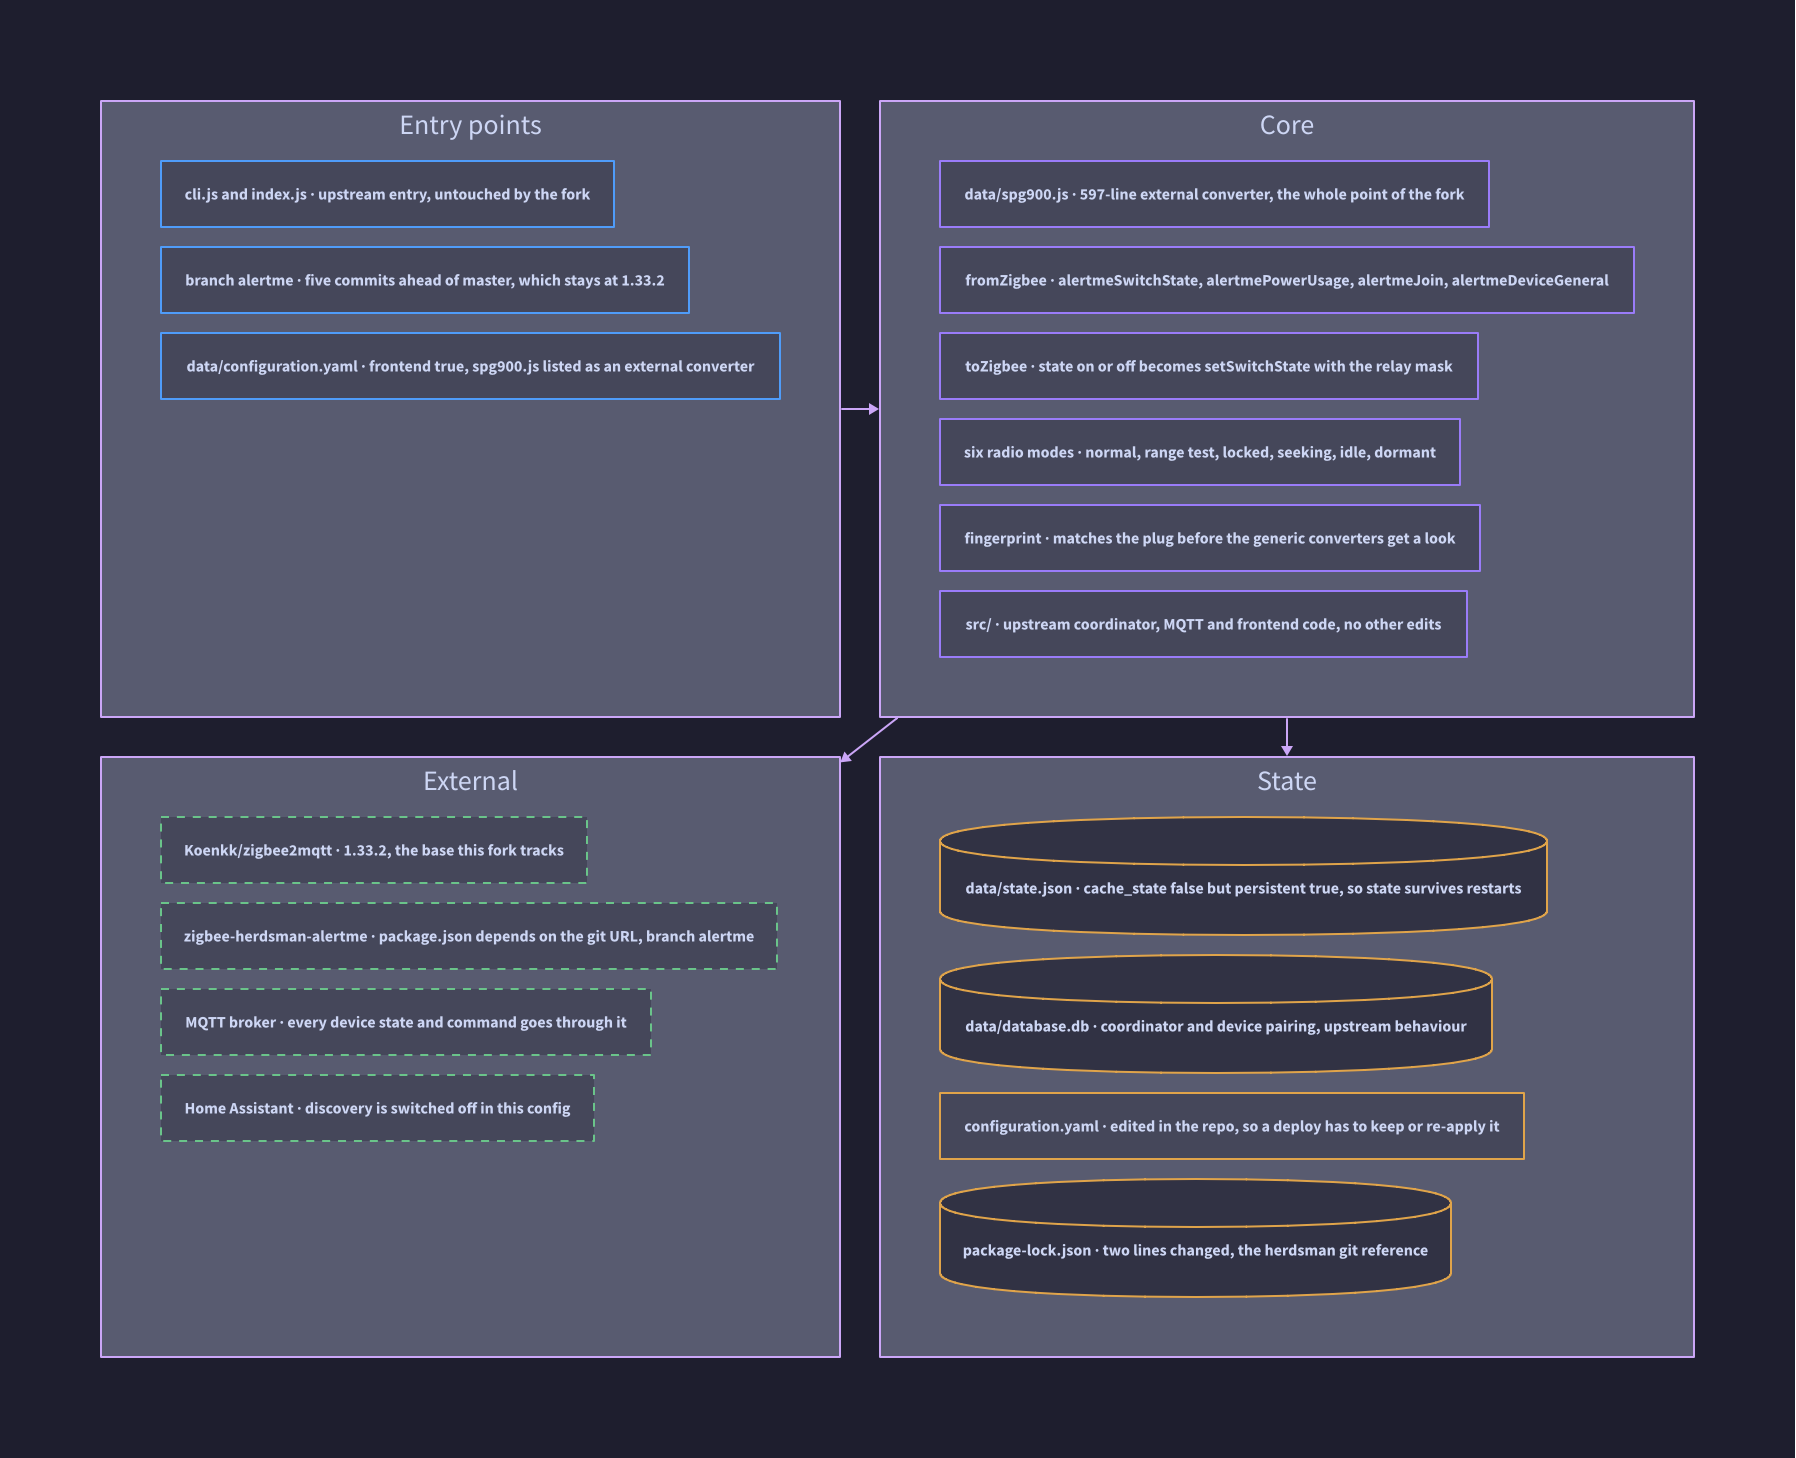 Entry points
cli.js and index.js · upstream entry, untouched by the fork
branch alertme · five commits ahead of master, which stays at 1.33.2
data/configuration.yaml · frontend true, spg900.js listed as an external converter
Core
data/spg900.js · 597-line external converter, the whole point of the fork
fromZigbee · alertmeSwitchState, alertmePowerUsage, alertmeJoin, alertmeDeviceGeneral
toZigbee · state on or off becomes setSwitchState with the relay mask
six radio modes · normal, range test, locked, seeking, idle, dormant
fingerprint · matches the plug before the generic converters get a look
src/ · upstream coordinator, MQTT and frontend code, no other edits
External
Koenkk/zigbee2mqtt · 1.33.2, the base this fork tracks
zigbee-herdsman-alertme · package.json depends on the git URL, branch alertme
MQTT broker · every device state and command goes through it
Home Assistant · discovery is switched off in this config
State
data/state.json · cache_state false but persistent true, so state survives restarts
data/database.db · coordinator and device pairing, upstream behaviour
configuration.yaml · edited in the repo, so a deploy has to keep or re-apply it
package-lock.json · two lines changed, the herdsman git reference